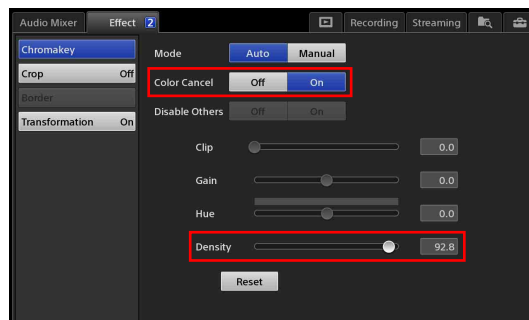 Audio Mixer Effect 2 Recording Streaming
Chromakey
Mode Auto Manual
Crop Off
Color Cancel Off On
Border
Disable Others Off On
Transformation On
Clip 0.0
Gain 0.0
Hue 0.0
Density 92.8
Reset